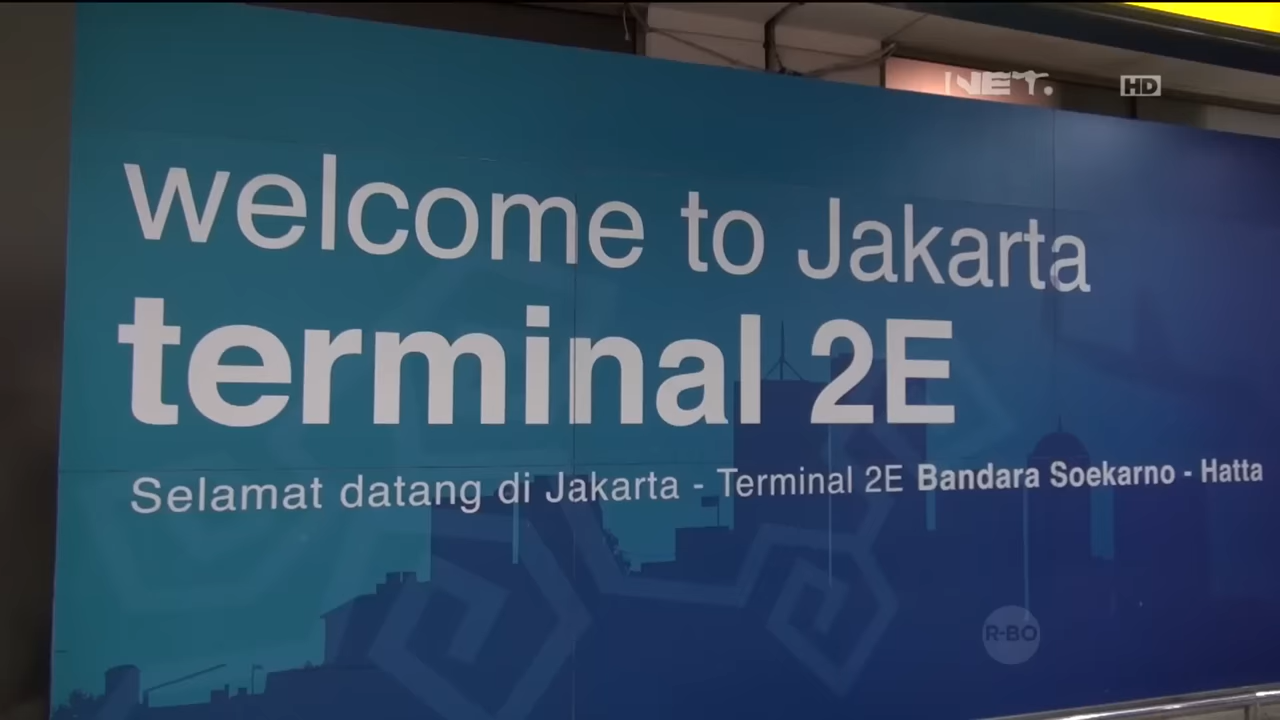 NET. HD
welcome to Jakarta
terminal 2E
Selamat datang di Jakarta - Terminal 2E Bandara Soekarno - Hatta
R-BO